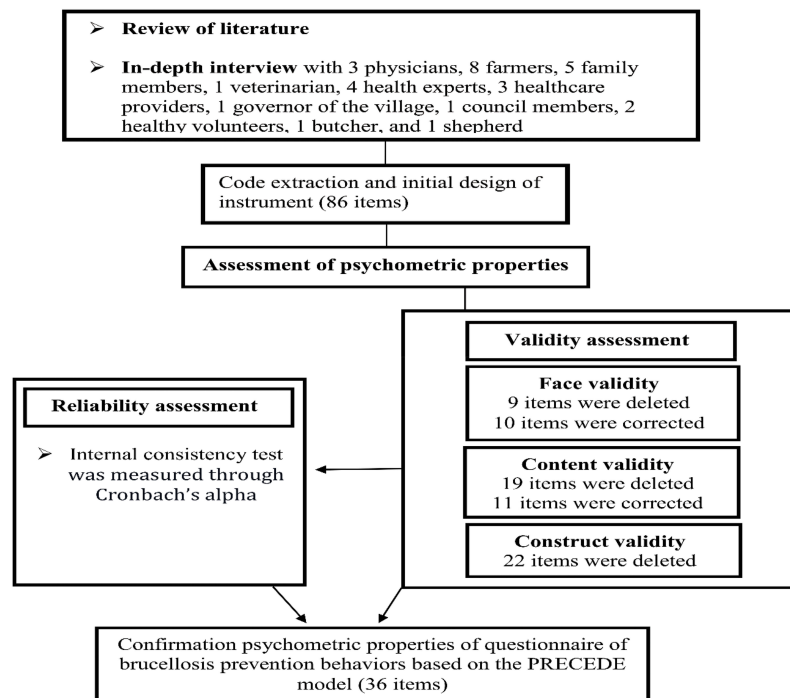 ➢ Review of literature
➢ In-depth interview with 3 physicians, 8 farmers, 5 family
members, 1 veterinarian, 4 health experts, 3 healthcare
providers, 1 governor of the village, 1 council members, 2
healthy volunteers, 1 butcher, and 1 shepherd
Code extraction and initial design of
instrument (86 items)
Assessment of psychometric properties
Validity assessment
Face validity
9 items were deleted
10 items were corrected
Content validity
19 items were deleted
11 items were corrected
Construct validity
22 items were deleted
Reliability assessment
➢ Internal consistency test
was measured through
Cronbach's alpha
Confirmation psychometric properties of questionnaire of
brucellosis prevention behaviors based on the PRECEDE
model (36 items)